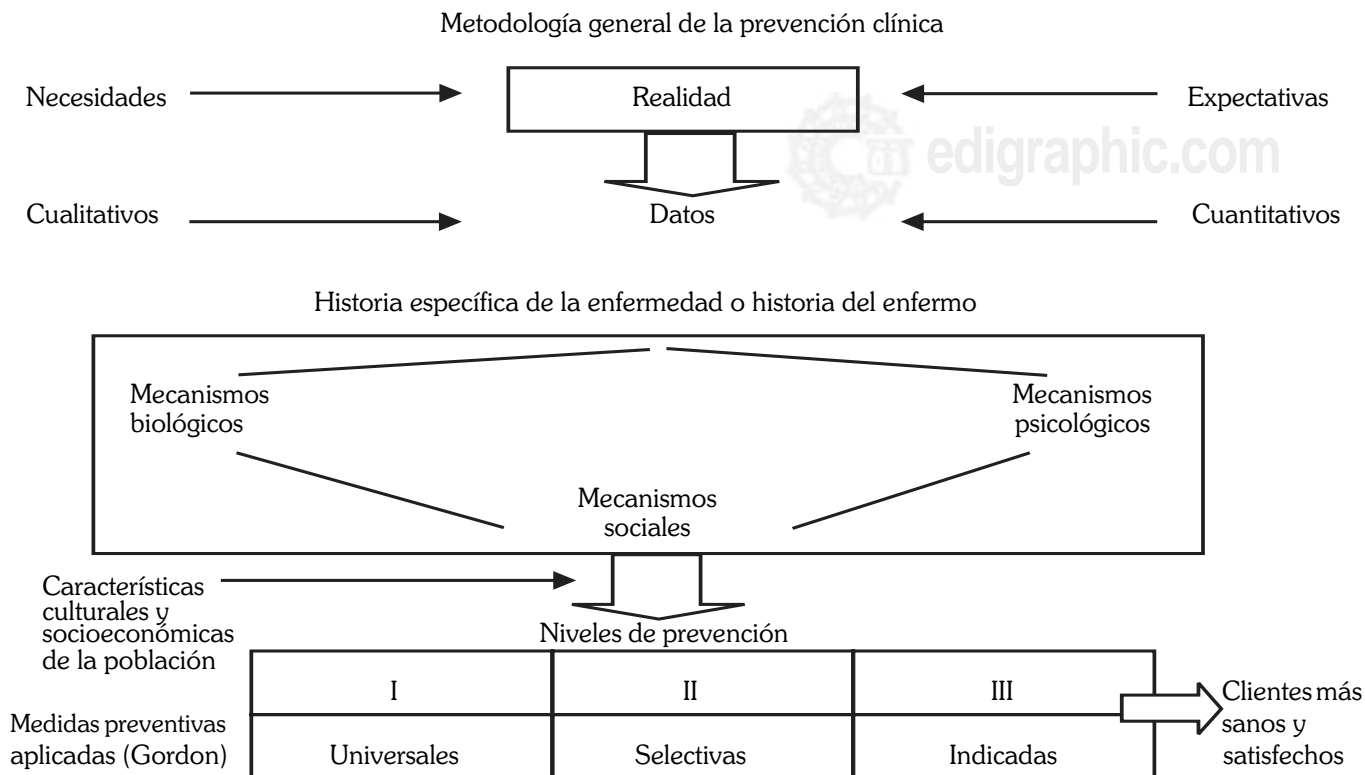 Metodología general de la prevención clínica
Necesidades
Realidad
Expectativas
edigraphic.com
Cualitativos
Datos
Cuantitativos
Historia específica de la enfermedad o historia del enfermo
Mecanismos
biológicos
Mecanismos
psicológicos
Mecanismos
sociales
Características
culturales y
socioeconómicas
de la población
Niveles de prevención
I
II
III
Clientes más
sanos y
satisfechos
Medidas preventivas
aplicadas (Gordon)
Universales
Selectivas
Indicadas